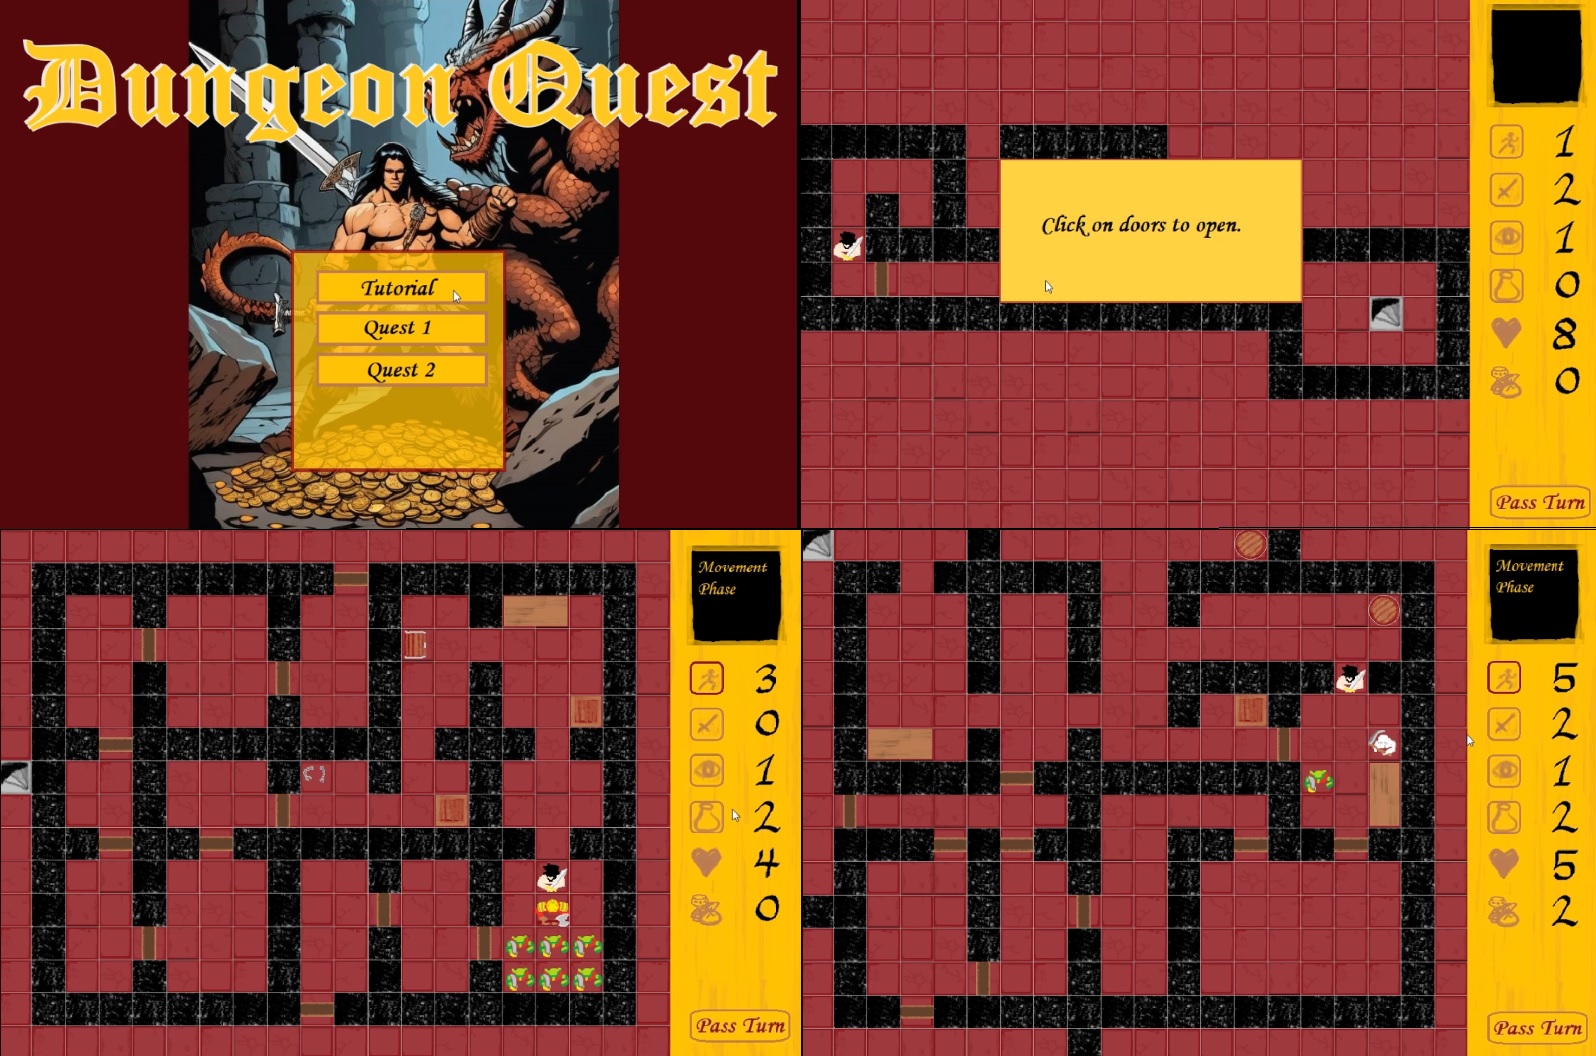 Dungeon Quest
Tutorial
Quest 1
Quest 2
Click on doors to open.
1
2
1
0
8
0
Pass Turn
Movement
Phase
3
0
1
2
4
0
Pass Turn
Movement
Phase
5
2
1
2
5
2
Pass Turn